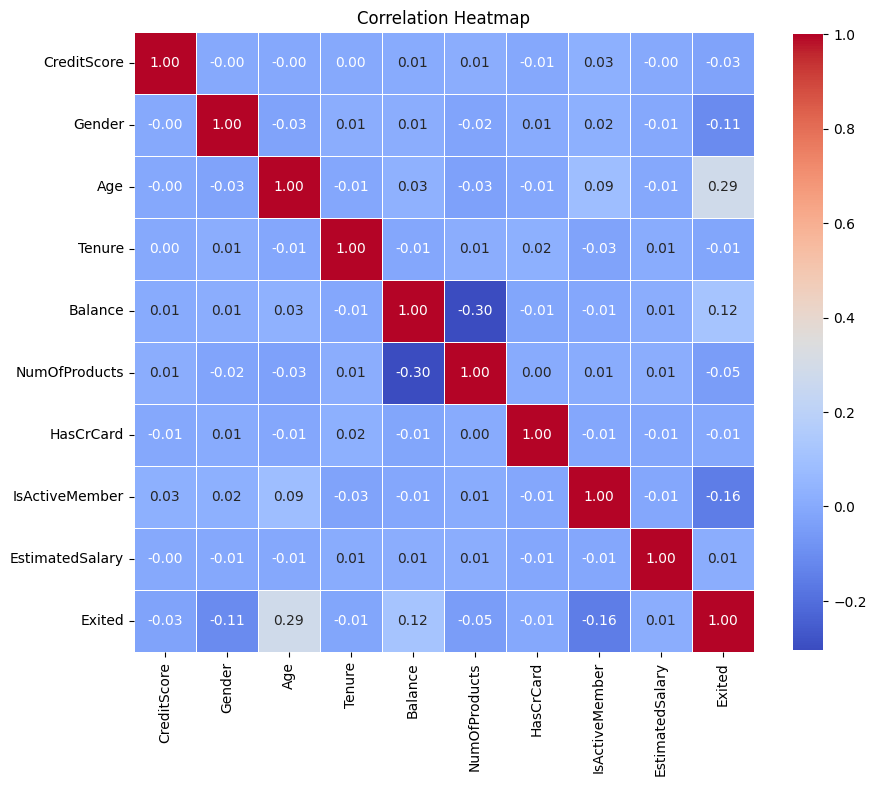 Correlation Heatmap
CreditScore 1.00 -0.00 -0.00 0.00 0.01 0.01 -0.01 0.03 -0.00 -0.03
Gender -0.00 1.00 -0.03 0.01 0.01 -0.02 0.01 0.02 -0.01 -0.11
Age -0.00 -0.03 1.00 -0.01 0.03 -0.03 -0.01 0.09 -0.01 0.29
Tenure 0.00 0.01 -0.01 1.00 -0.01 0.01 0.02 -0.03 0.01 -0.01
Balance 0.01 0.01 0.03 -0.01 1.00 -0.30 -0.01 -0.01 0.01 0.12
NumOfProducts 0.01 -0.02 -0.03 0.01 -0.30 1.00 0.00 0.01 0.01 -0.05
HasCrCard -0.01 0.01 -0.01 0.02 -0.01 0.00 1.00 -0.01 -0.01 -0.01
IsActiveMember 0.03 0.02 0.09 -0.03 -0.01 0.01 -0.01 1.00 -0.01 -0.16
EstimatedSalary -0.00 -0.01 -0.01 0.01 0.01 0.01 -0.01 -0.01 1.00 0.01
Exited -0.03 -0.11 0.29 -0.01 0.12 -0.05 -0.01 -0.16 0.01 1.00
CreditScore
Gender
Age
Tenure
Balance
NumOfProducts
HasCrCard
IsActiveMember
EstimatedSalary
Exited
1.0
0.8
0.6
0.4
0.2
0.0
−0.2